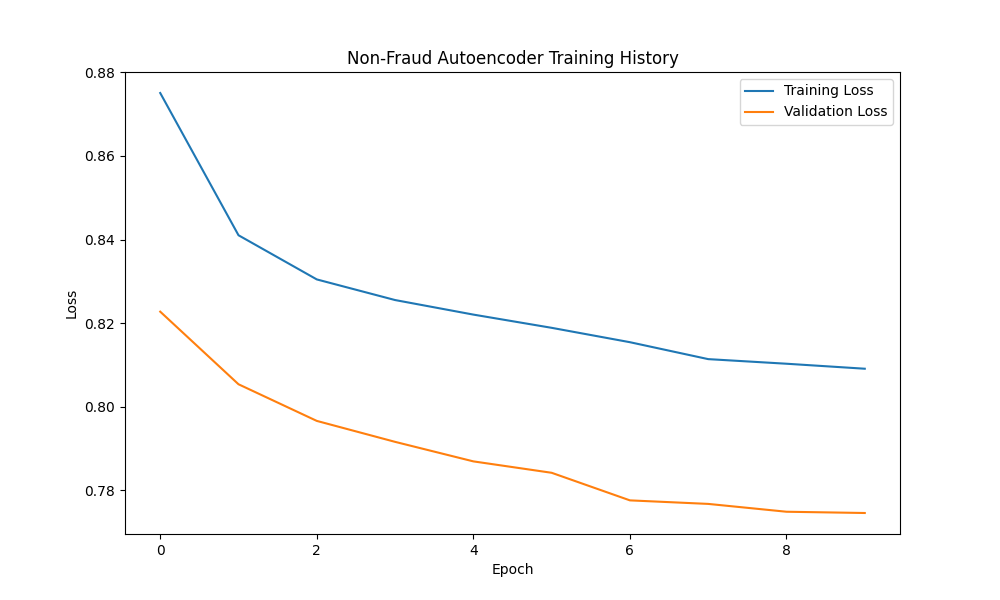 Non-Fraud Autoencoder Training History
Training Loss
Validation Loss
0.88
0.86
0.84
0.82
0.80
0.78
Loss
0 2 4 6 8
Epoch